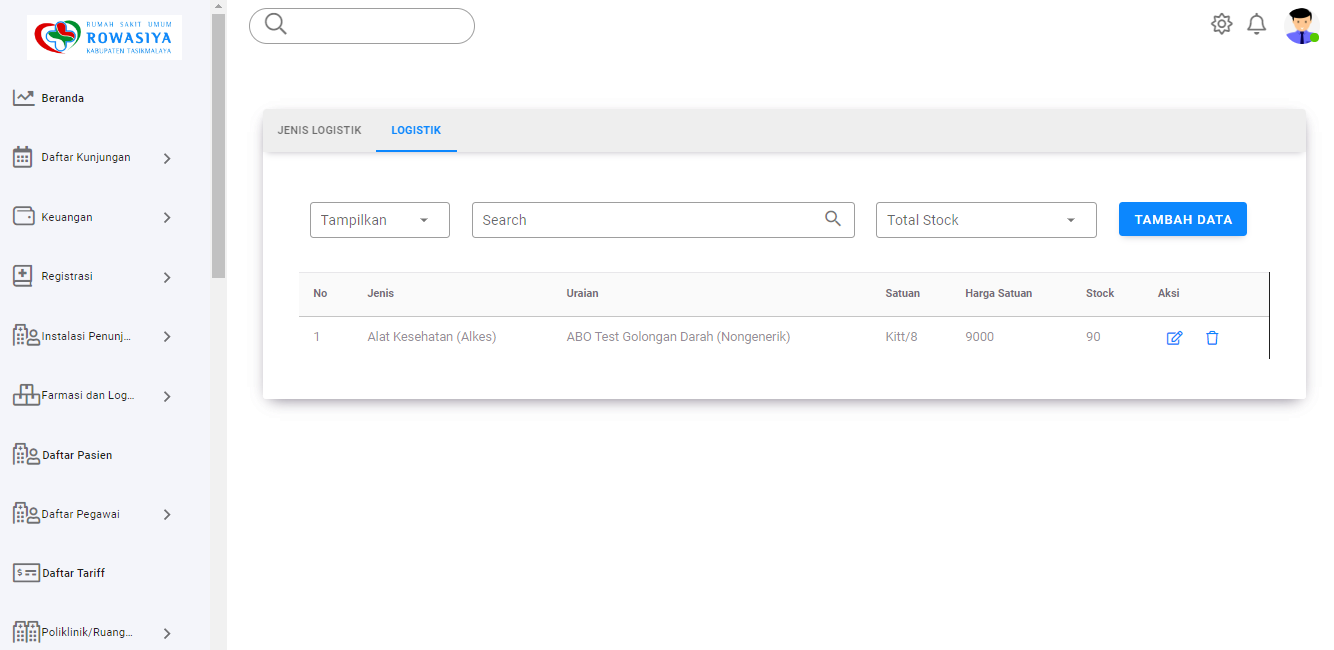 RUMAH SAKIT UMUM
ROWASIYA
KABUPATEN TASIKMALAYA
Beranda
Daftar Kunjungan
Keuangan
Registrasi
Instalasi Penunj...
Farmasi dan Log...
Daftar Pasien
Daftar Pegawai
Daftar Tariff
Poliklinik/Ruang...
JENIS LOGISTIK LOGISTIK
Tampilkan Search Total Stock TAMBAH DATA
No Jenis Uraian Satuan Harga Satuan Stock Aksi
1 Alat Kesehatan (Alkes) ABO Test Golongan Darah (Nongenerik) Kitt/8 9000 90